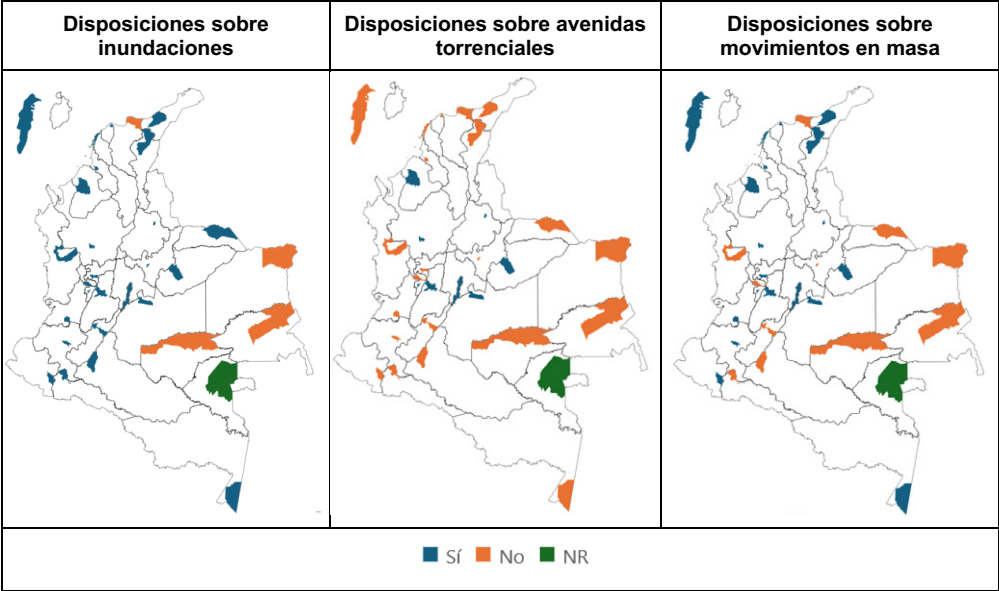 Disposiciones sobre
inundaciones
Disposiciones sobre avenidas
torrenciales
Disposiciones sobre
movimientos en masa
Sí No NR